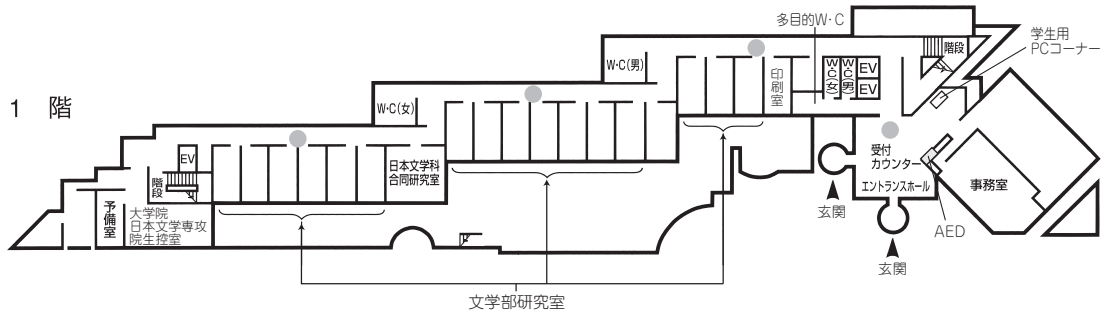 多目的W・C
学生用
PCコーナー
W・C(男)
階段
印刷室
W・C(女)
W・C(男)
EV
EV
1 階
W・C(女)
受付
カウンター
EV
日本文学科
合同研究室
エントランスホール
事務室
階段
予備室
大学院
日本文学専攻
院生控室
玄関
AED
玄関
文学部研究室